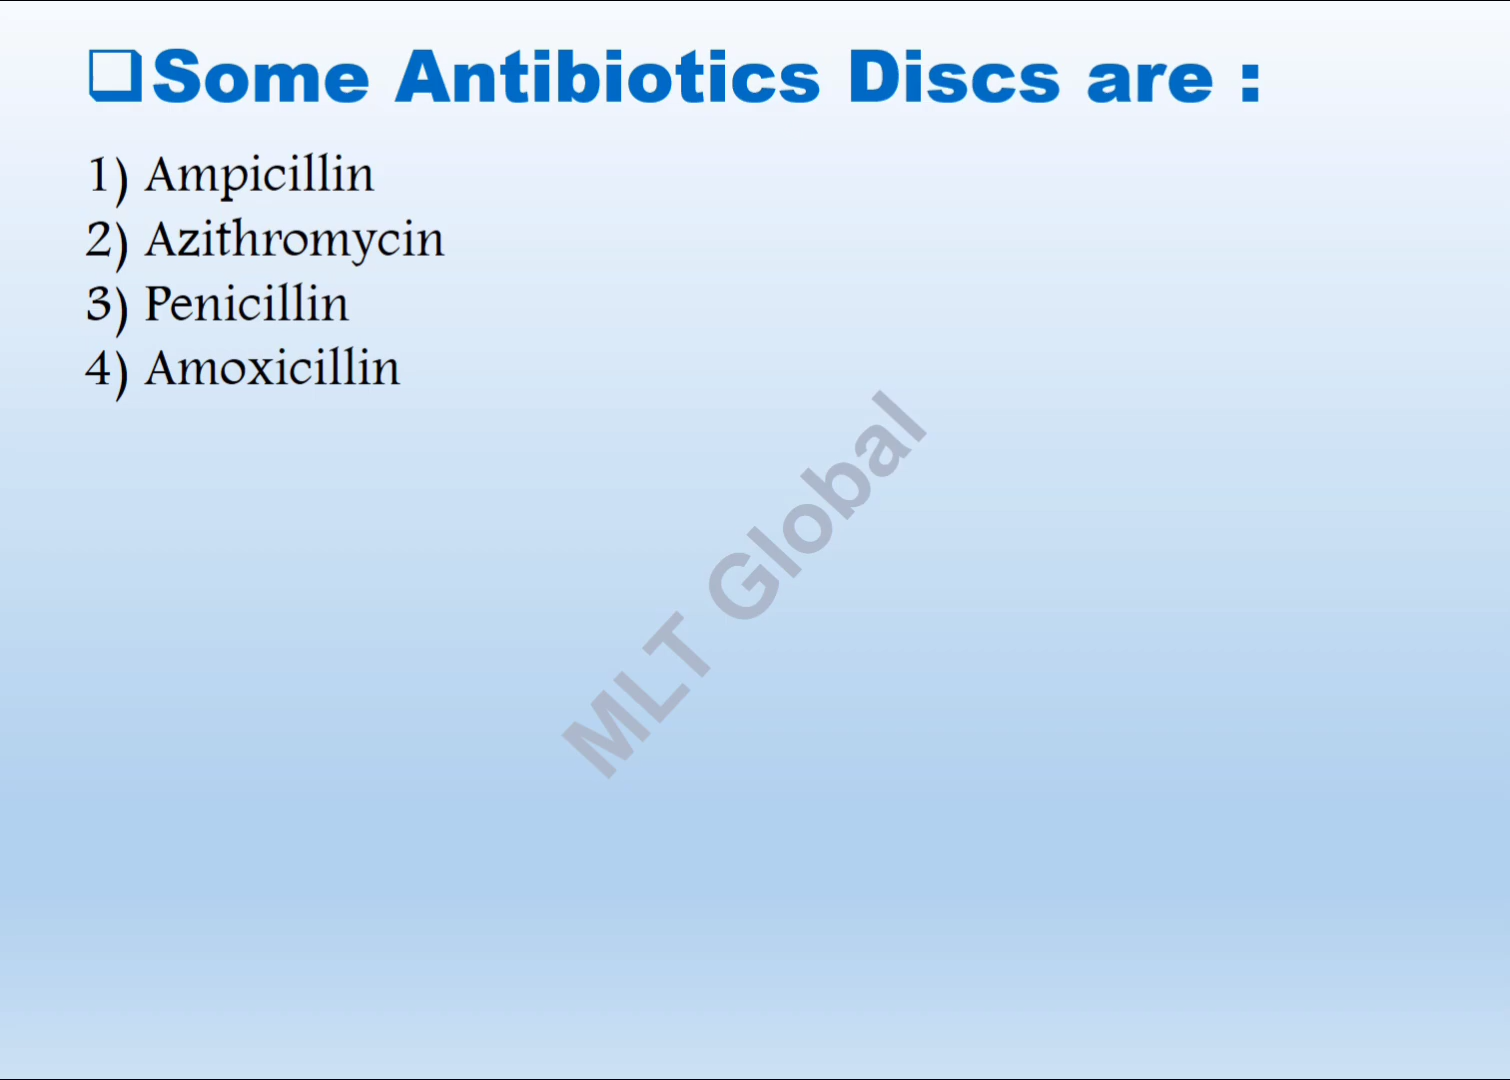 ❑Some Antibiotics Discs are :
1) Ampicillin
2) Azithromycin
3) Penicillin
4) Amoxicillin
MLT Global